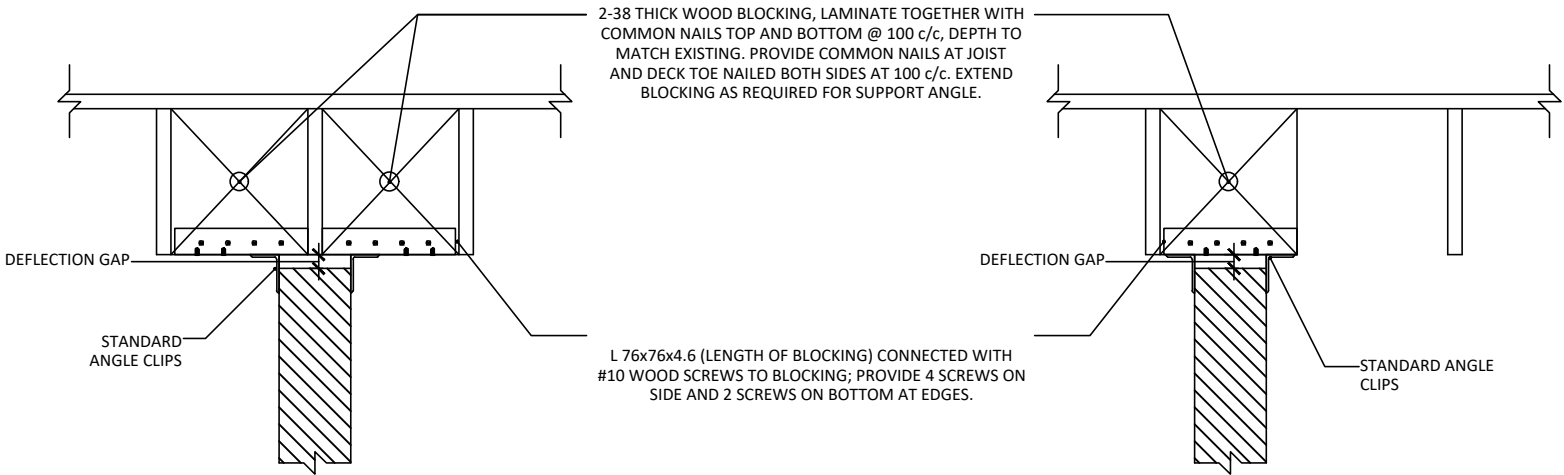 2-38 THICK WOOD BLOCKING, LAMINATE TOGETHER WITH
COMMON NAILS TOP AND BOTTOM @ 100 c/c, DEPTH TO
MATCH EXISTING. PROVIDE COMMON NAILS AT JOIST
AND DECK TOE NAILED BOTH SIDES AT 100 c/c. EXTEND
BLOCKING AS REQUIRED FOR SUPPORT ANGLE.
DEFLECTION GAP
STANDARD
ANGLE CLIPS
L 76x76x4.6 (LENGTH OF BLOCKING) CONNECTED WITH
#10 WOOD SCREWS TO BLOCKING; PROVIDE 4 SCREWS ON
SIDE AND 2 SCREWS ON BOTTOM AT EDGES.
DEFLECTION GAP
STANDARD ANGLE
CLIPS